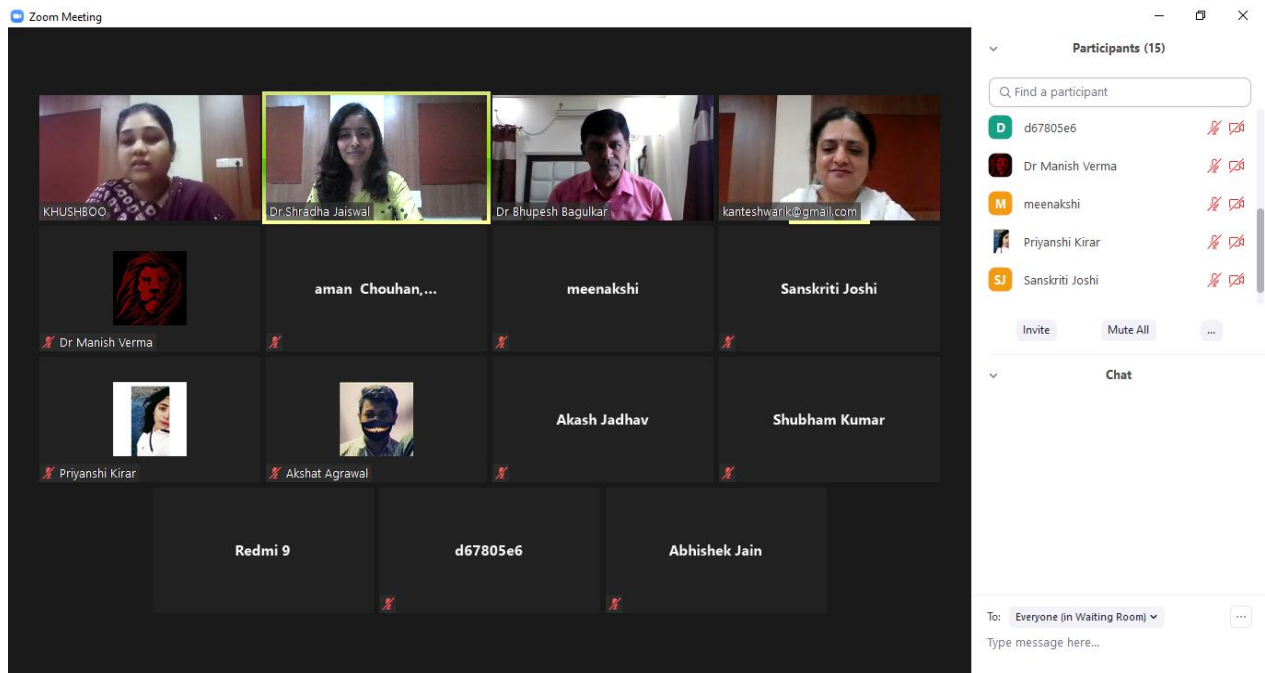 Zoom Meeting
KHUSHBOO
Dr.Shradha Jaiswal
Dr Bhupesh Bagulkar
kanteshwarik@gmail.com
Dr Manish Verma
aman Chouhan,...
meenakshi
Sanskriti Joshi
Priyanshi Kirar
Akshat Agrawal
Akash Jadhav
Shubham Kumar
Redmi 9
d67805e6
Abhishek Jain
Participants (15)
Find a participant
D d67805e6
Dr Manish Verma
M meenakshi
Priyanshi Kirar
SJ Sanskriti Joshi
Invite Mute All ...
Chat
To: Everyone (in Waiting Room) ...
Type message here...